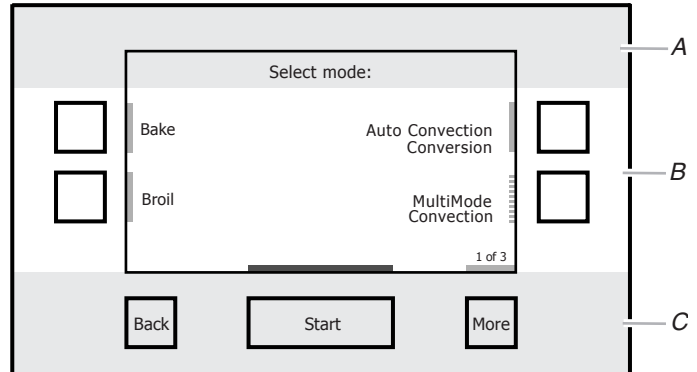 Select mode:
A
Bake
Auto Convection
Conversion
B
Broil
MultiMode
Convection
1 of 3
Back
Start
More
C